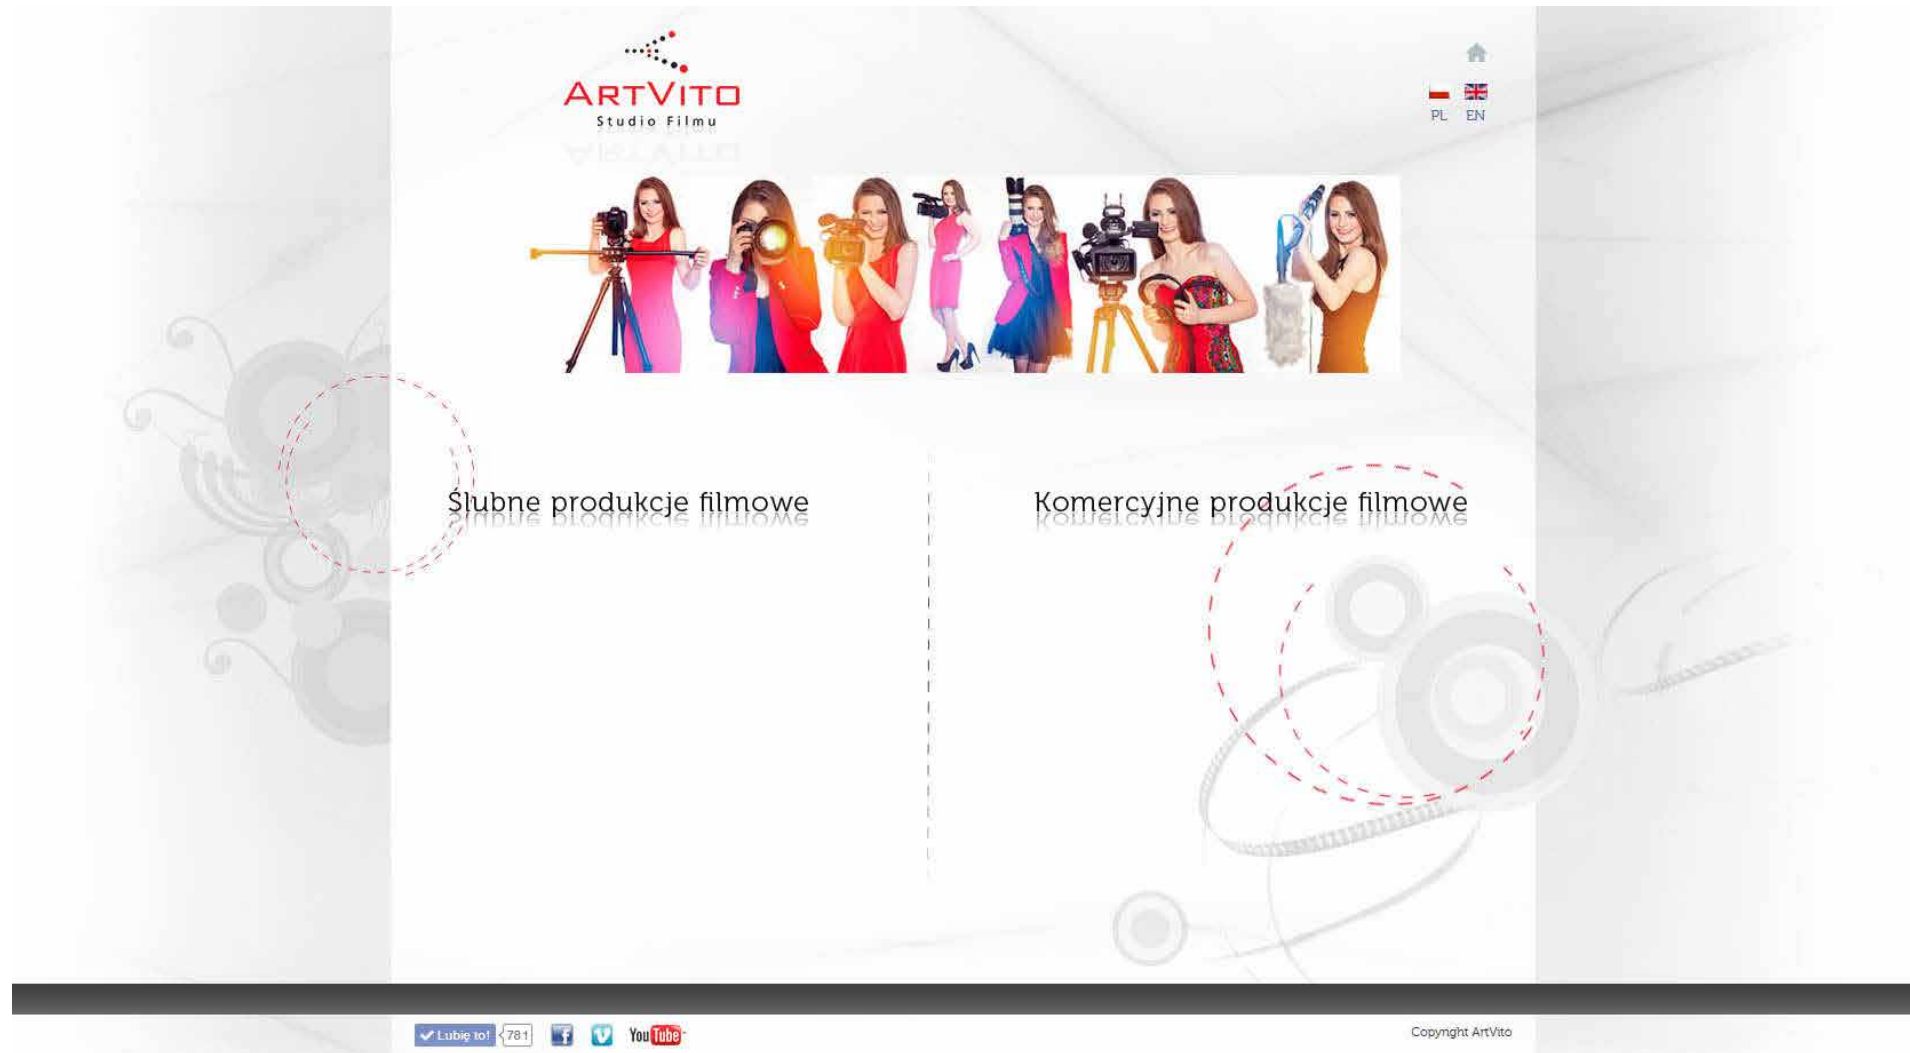 ARTVITO
Studio Filmu
PL EN
Ślubne produkcje filmowe
Komercyjne produkcje filmowe
Lubię to! 781
f
YouTube
Copyright ArtVito